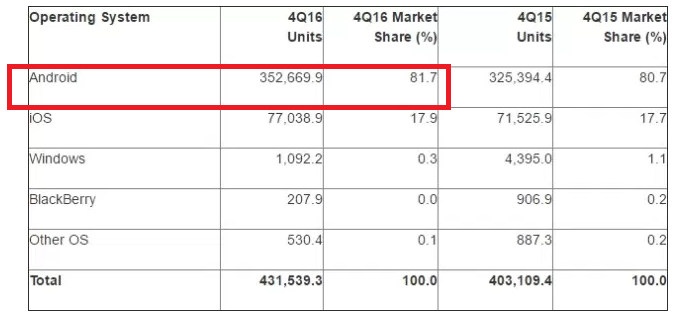 Operating System 4Q16 Units 4Q16 Market Share (%) 4Q15 Units 4Q15 Market Share (%)
Android 352,669.9 81.7 325,394.4 80.7
iOS 77,038.9 17.9 71,525.9 17.7
Windows 1,092.2 0.3 4,395.0 1.1
BlackBerry 207.9 0.0 906.9 0.2
Other OS 530.4 0.1 887.3 0.2
Total 431,539.3 100.0 403,109.4 100.0